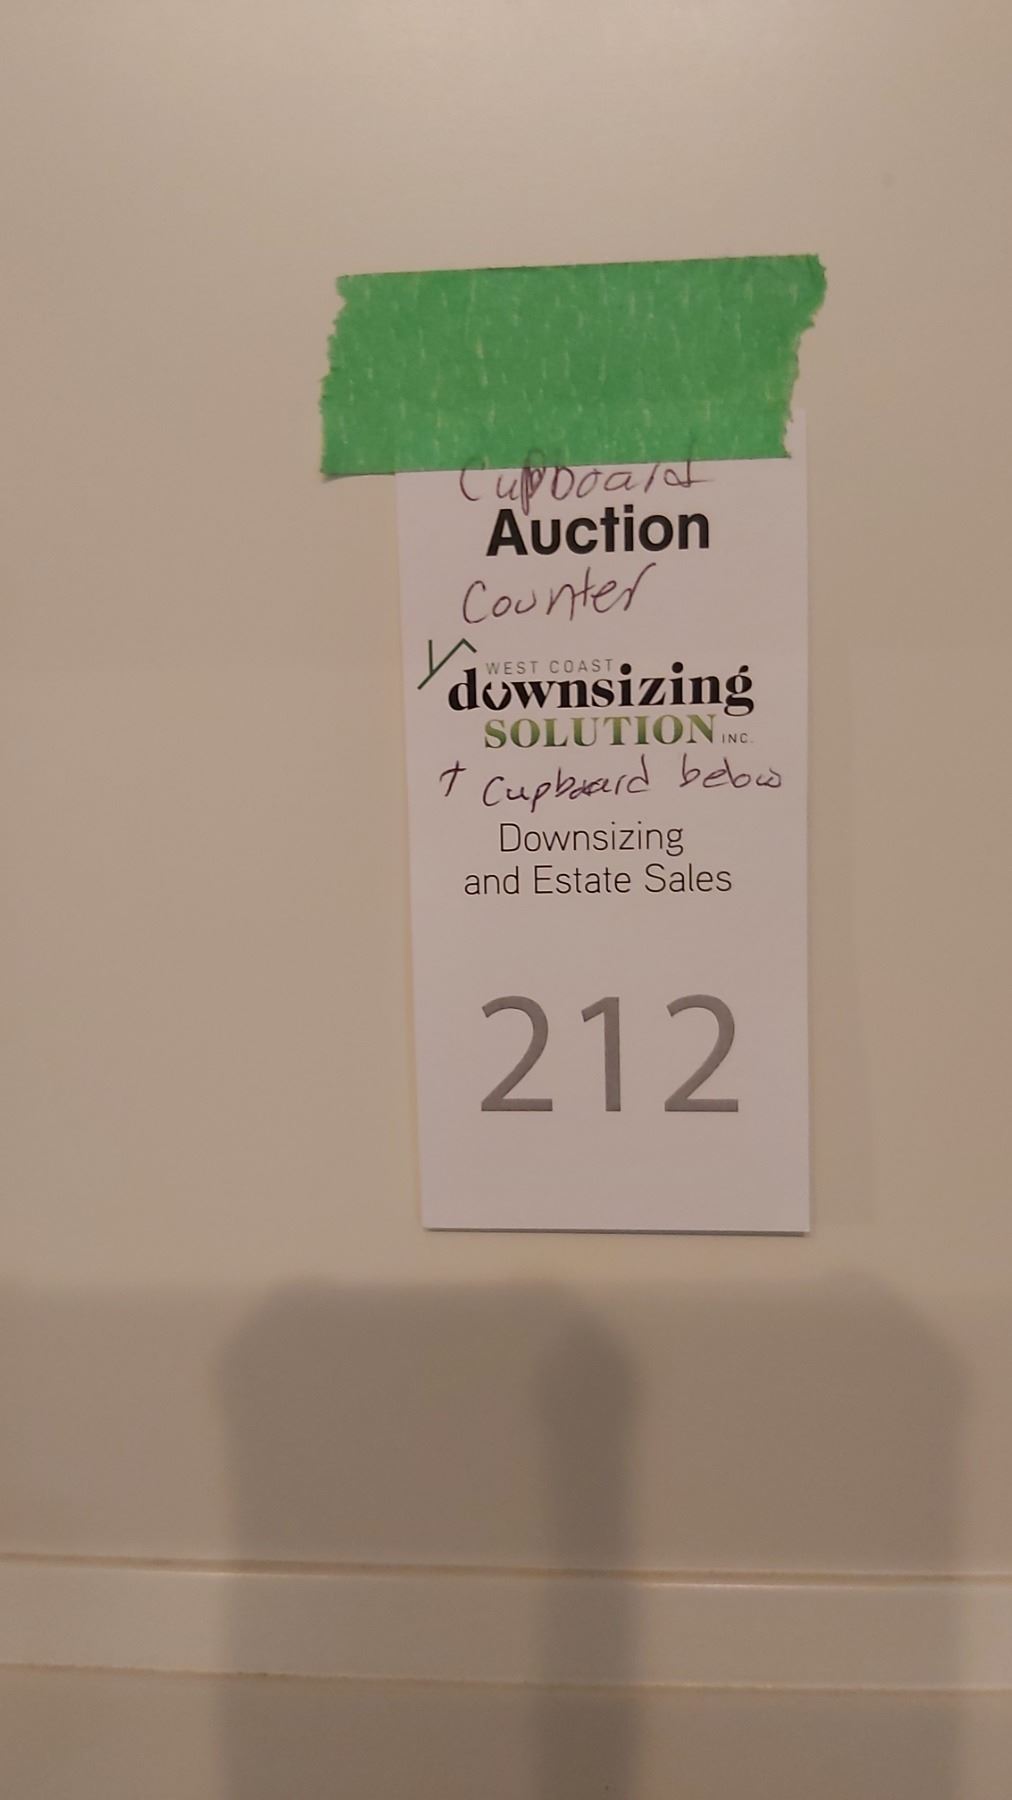 Cupboard
Auction
Counter
WEST COAST
downsizing
SOLUTION INC.
+ Cupboard below
Downsizing
and Estate Sales
212